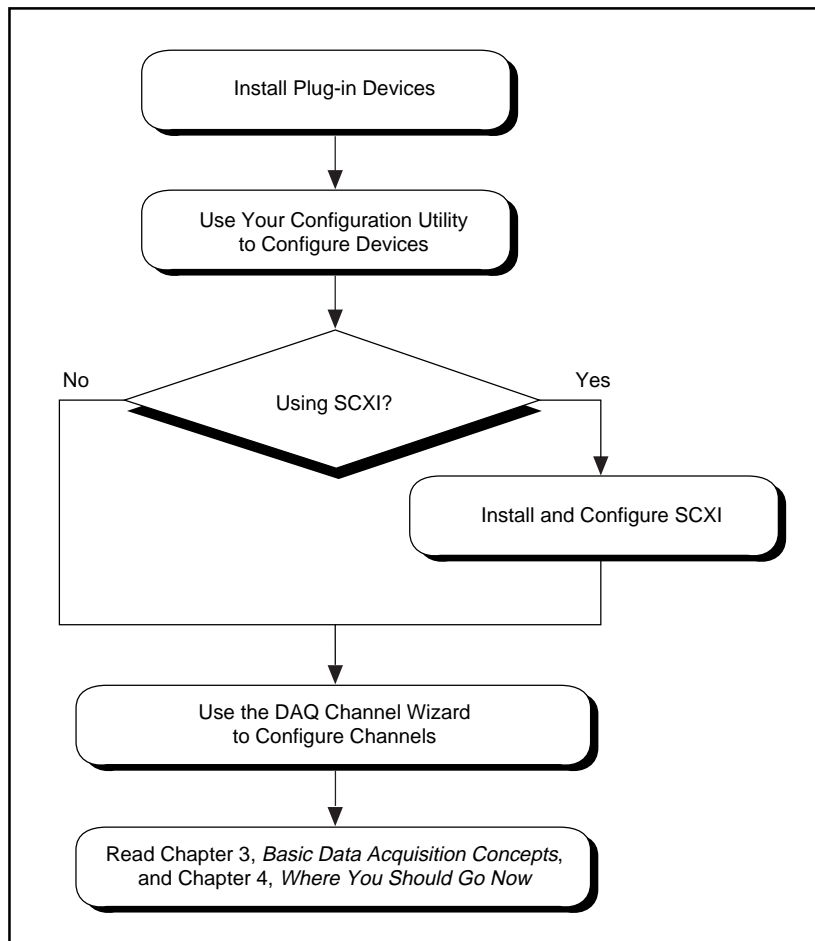 Install Plug-in Devices
Use Your Configuration Utility
to Configure Devices
No
Yes
Using SCXI?
Install and Configure SCXI
Use the DAQ Channel Wizard
to Configure Channels
Read Chapter 3, Basic Data Acquisition Concepts,
and Chapter 4, Where You Should Go Now